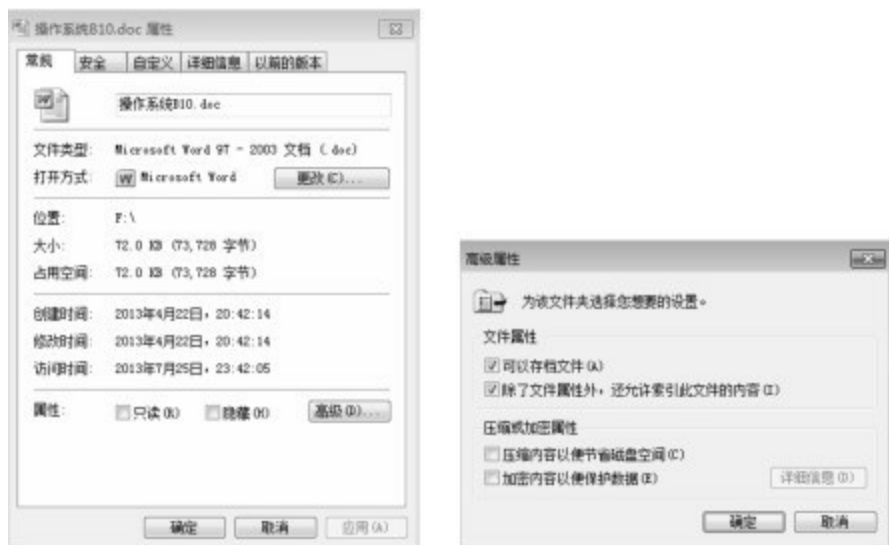 操作系统B10.doc 属性
常规 安全 自定义 详细信息 以前的版本
操作系统B10.doc
文件类型: Microsoft Word 97 - 2003 文档 (.doc)
打开方式: Microsoft Word 更改(C)...
位置: F:\
大小: 72.0 KB (73,728 字节)
占用空间: 72.0 KB (73,728 字节)
创建时间: 2013年4月22日，20:42:14
修改时间: 2013年4月22日，20:42:14
访问时间: 2013年7月25日，23:42:05
属性: 只读(R) 隐藏(H) 高级(D)...
确定 取消 应用(A)
高级属性
为该文件夹选择您想要的设置。
文件属性
可以存档文件(A)
除了文件属性外，还允许索引此文件的内容(I)
压缩或加密属性
压缩内容以便节省磁盘空间(C)
加密内容以便保护数据(E) 详细信息(D)
确定 取消